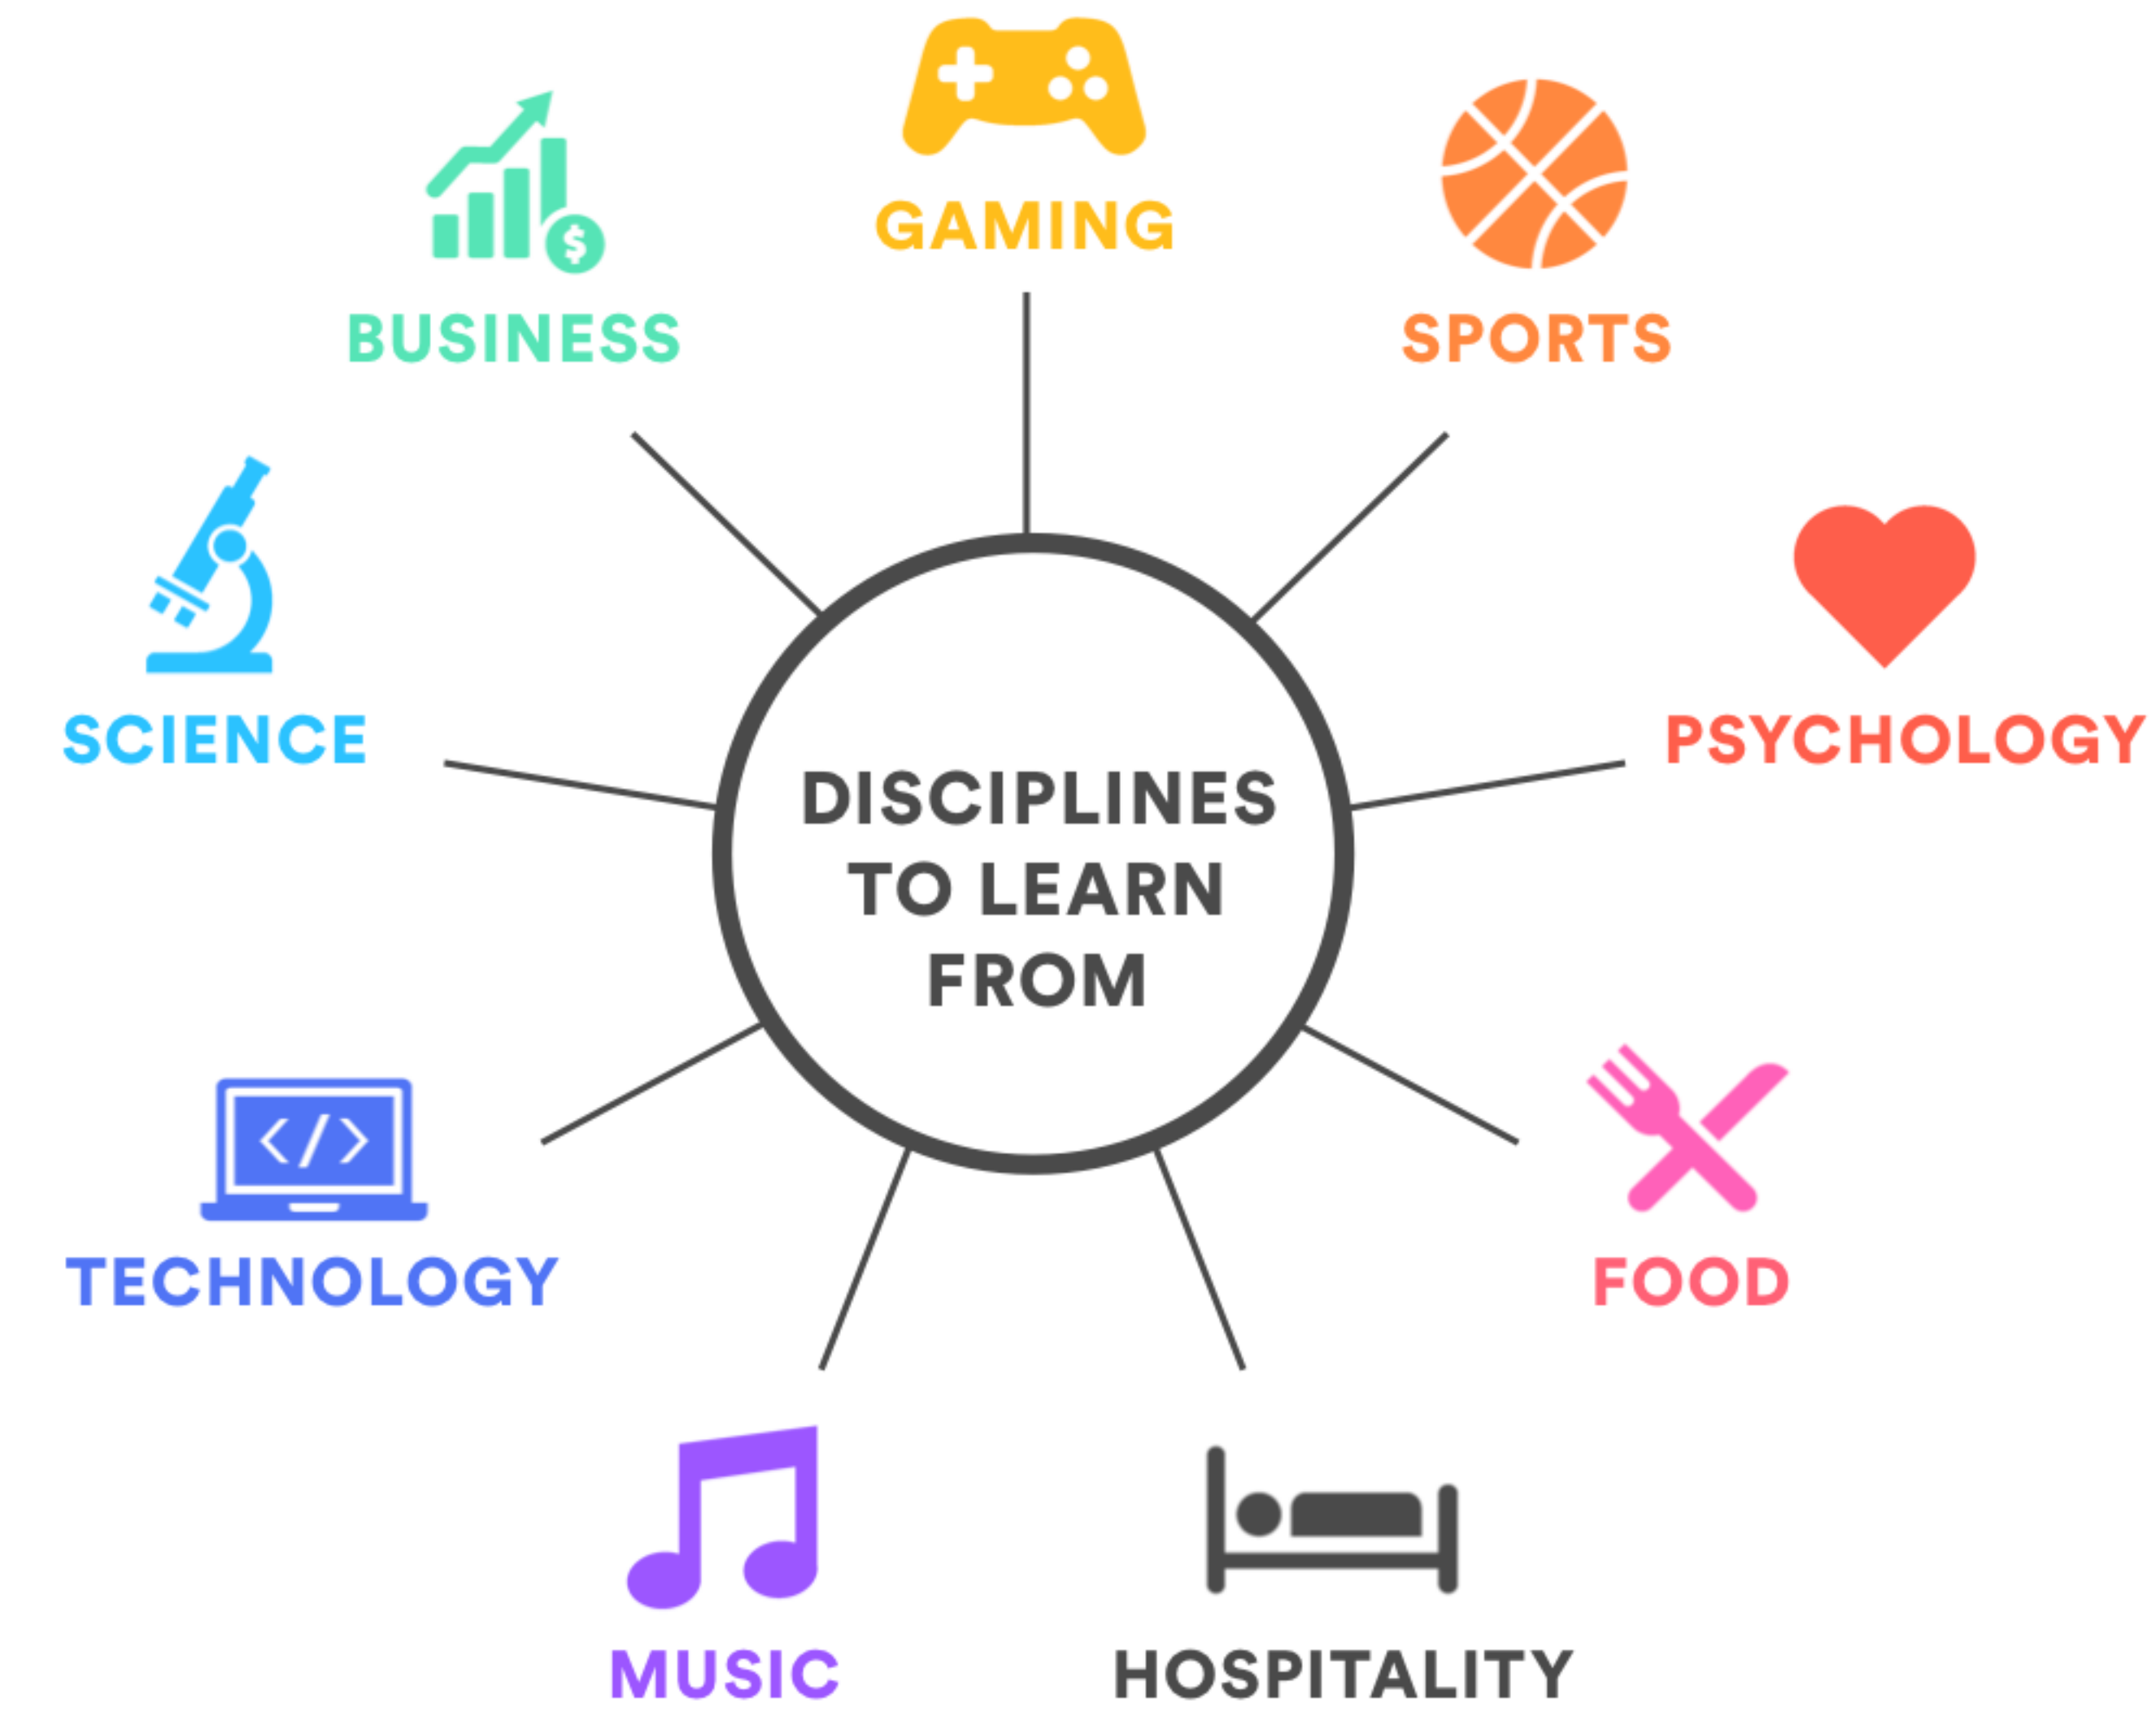 GAMING
SPORTS
BUSINESS
$
SCIENCE
PSYCHOLOGY
DISCIPLINES
TO LEARN
FROM
</>
TECHNOLOGY
FOOD
MUSIC
HOSPITALITY